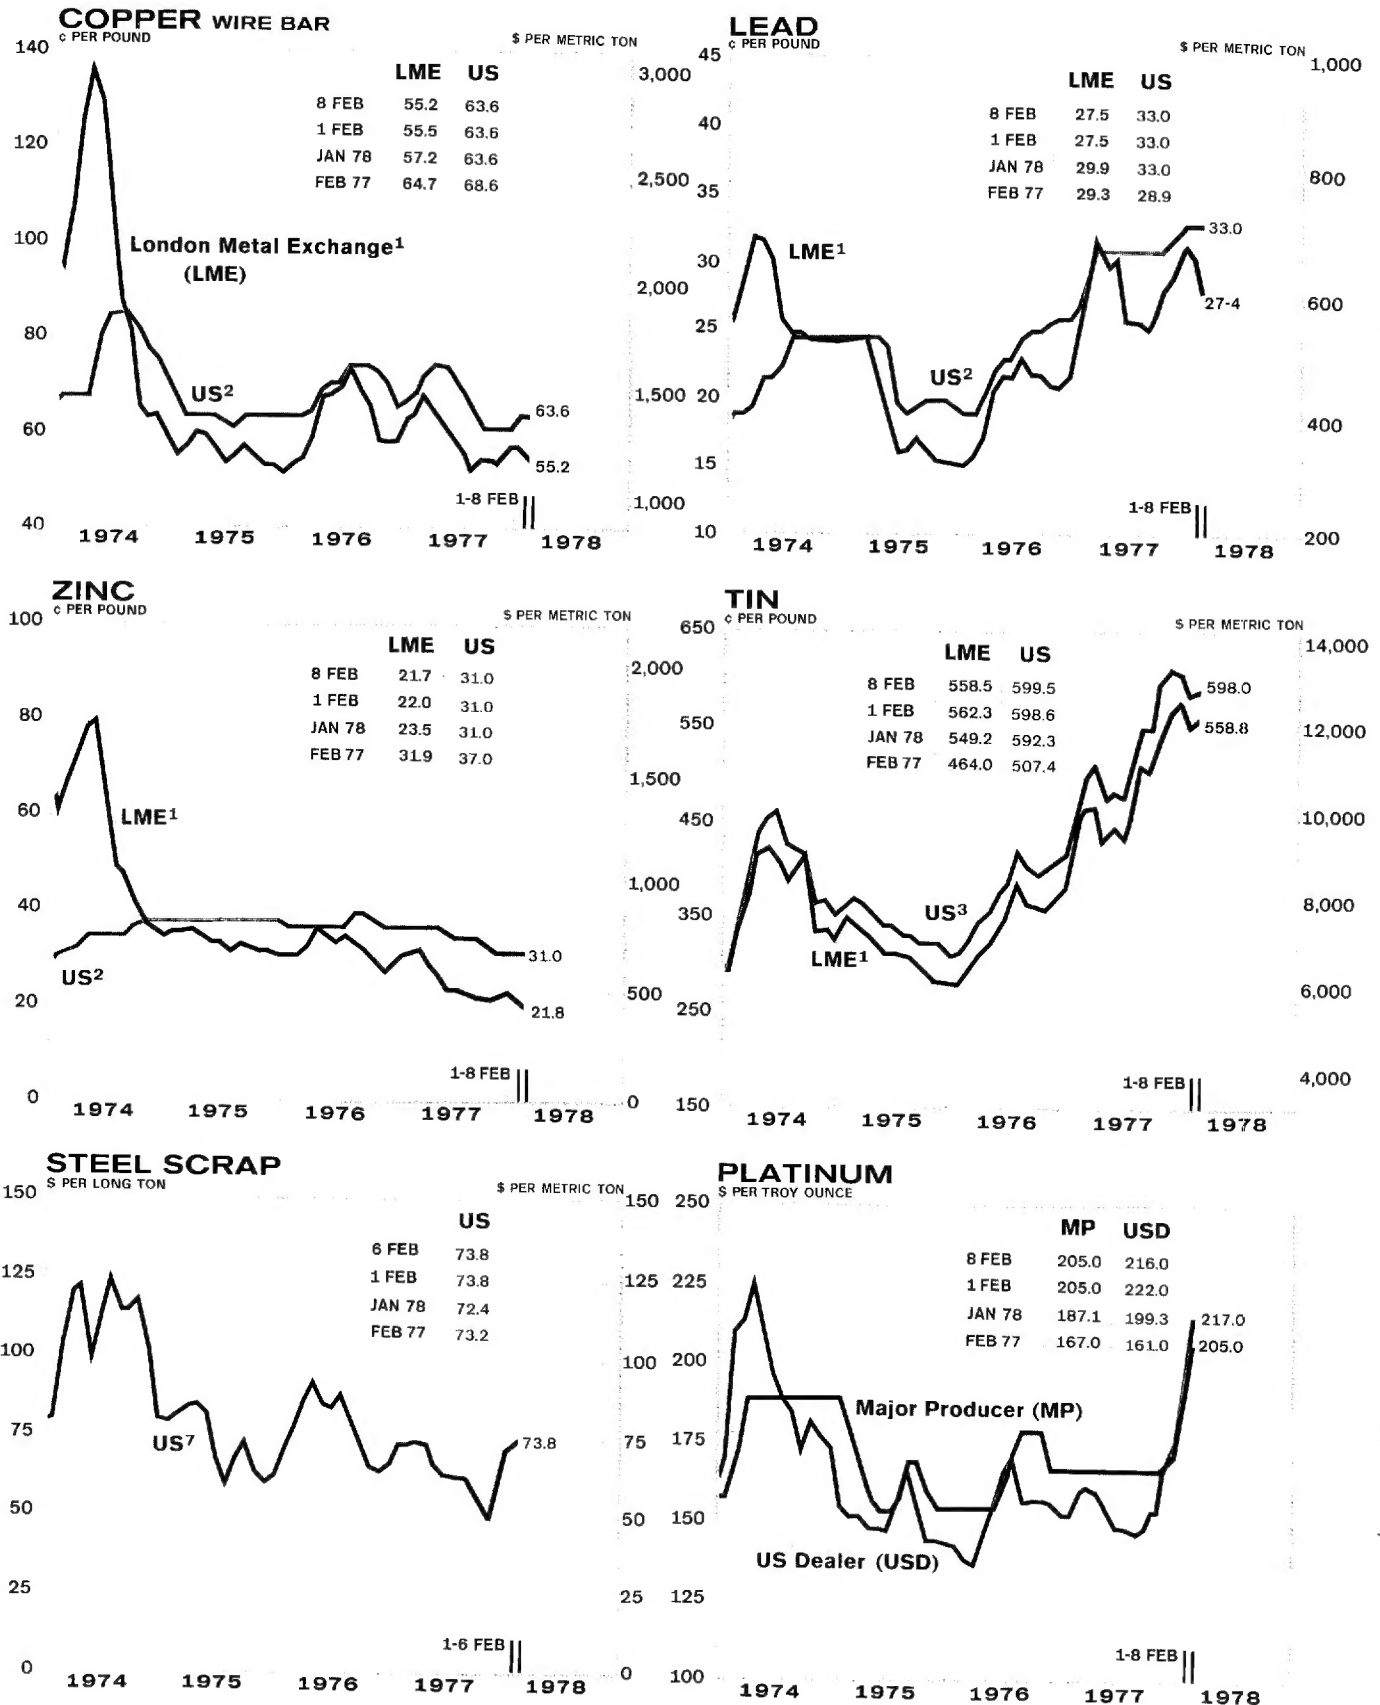 COPPER WIRE BAR
¢ PER POUND
$ PER METRIC TON
LME US
8 FEB 55.2 63.6
1 FEB 55.5 63.6
JAN 78 57.2 63.6
FEB 77 64.7 68.6
140
120
100
80
60
40
3,000
2,500
2,000
1,500
1,000
London Metal Exchange¹
(LME)
US²
63.6
55.2
1-8 FEB
1974 1975 1976 1977 1978
LEAD
¢ PER POUND
$ PER METRIC TON
LME US
8 FEB 27.5 33.0
1 FEB 27.5 33.0
JAN 78 29.9 33.0
FEB 77 29.3 28.9
45
40
35
30
25
20
15
10
1,000
800
600
400
200
LME¹
US²
33.0
27-4
1-8 FEB
1974 1975 1976 1977 1978
ZINC
¢ PER POUND
$ PER METRIC TON
LME US
8 FEB 21.7 31.0
1 FEB 22.0 31.0
JAN 78 23.5 31.0
FEB 77 31.9 37.0
100
80
60
40
20
0
2,000
1,500
1,000
500
0
LME¹
US²
31.0
21.8
1-8 FEB
1974 1975 1976 1977 1978
TIN
¢ PER POUND
$ PER METRIC TON
LME US
8 FEB 558.5 599.5
1 FEB 562.3 598.6
JAN 78 549.2 592.3
FEB 77 464.0 507.4
650
550
450
350
250
150
14,000
12,000
10,000
8,000
6,000
4,000
US³
LME¹
598.0
558.8
1-8 FEB
1974 1975 1976 1977 1978
STEEL SCRAP
$ PER LONG TON
$ PER METRIC TON
US
6 FEB 73.8
1 FEB 73.8
JAN 78 72.4
FEB 77 73.2
150
125
100
75
50
25
0
150
125
100
75
50
25
0
US⁷
73.8
1-6 FEB
1974 1975 1976 1977 1978
PLATINUM
$ PER TROY OUNCE
MP USD
8 FEB 205.0 216.0
1 FEB 205.0 222.0
JAN 78 187.1 199.3
FEB 77 167.0 161.0
250
225
200
175
150
125
100
Major Producer (MP)
US Dealer (USD)
217.0
205.0
1-8 FEB
1974 1975 1976 1977 1978